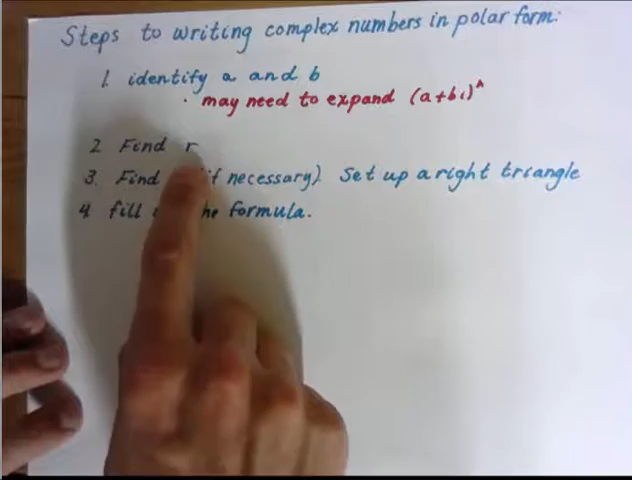 Steps to writing complex numbers in polar form:
1. identify a and b
· may need to expand (a+bi)^n
2 Find r
3. Find if necessary) Set up a right triangle
4 fill he formula.